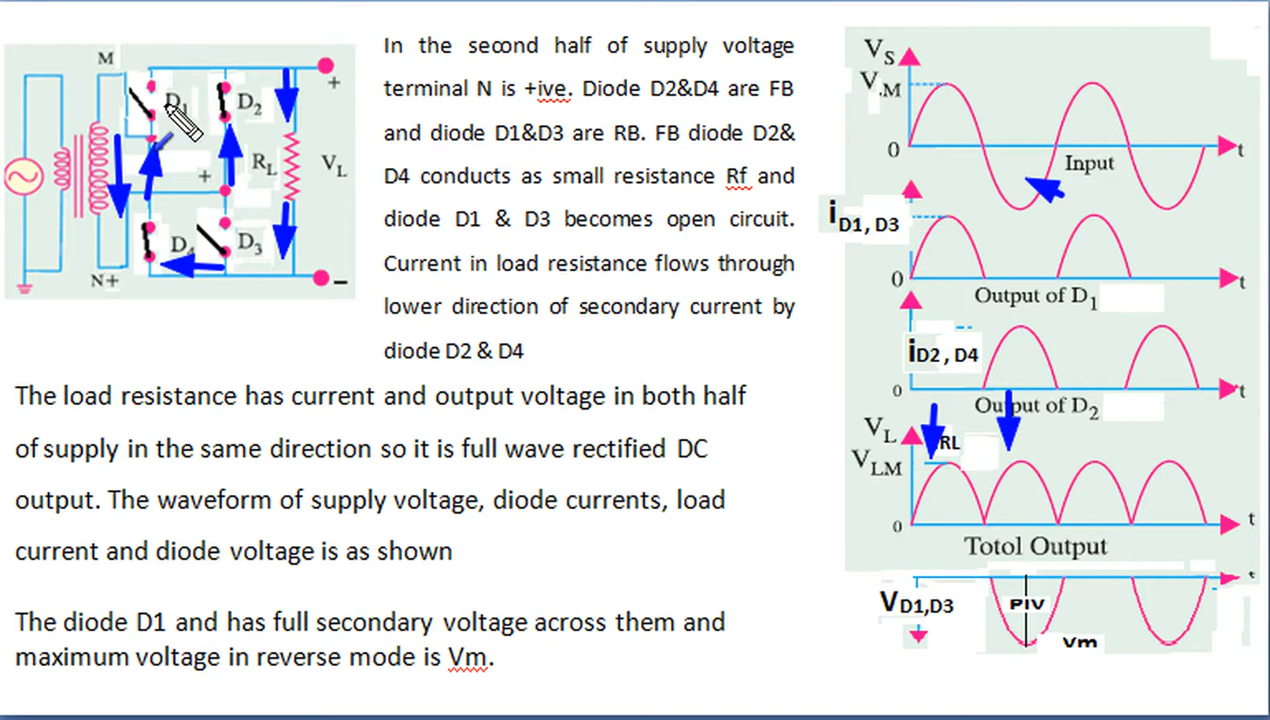 In the second half of supply voltage
terminal N is +ive. Diode D2&D4 are FB
and diode D1&D3 are RB. FB diode D2&
D4 conducts as small resistance Rf and
diode D1 & D3 becomes open circuit.
Current in load resistance flows through
lower direction of secondary current by
diode D2 & D4
The load resistance has current and output voltage in both half
of supply in the same direction so it is full wave rectified DC
output. The waveform of supply voltage, diode currents, load
current and diode voltage is as shown
The diode D1 and has full secondary voltage across them and
maximum voltage in reverse mode is Vm.
M
D1
D2
+
+
RL
VL
D4
D3
N+
−
VS
V.M
0
t
Input
iD1, D3
0
t
Output of D1
iD2, D4
0
t
Output of D2
VL
RL
VLM
0
t
Totol Output
t
VD1,D3
PIV
Vm